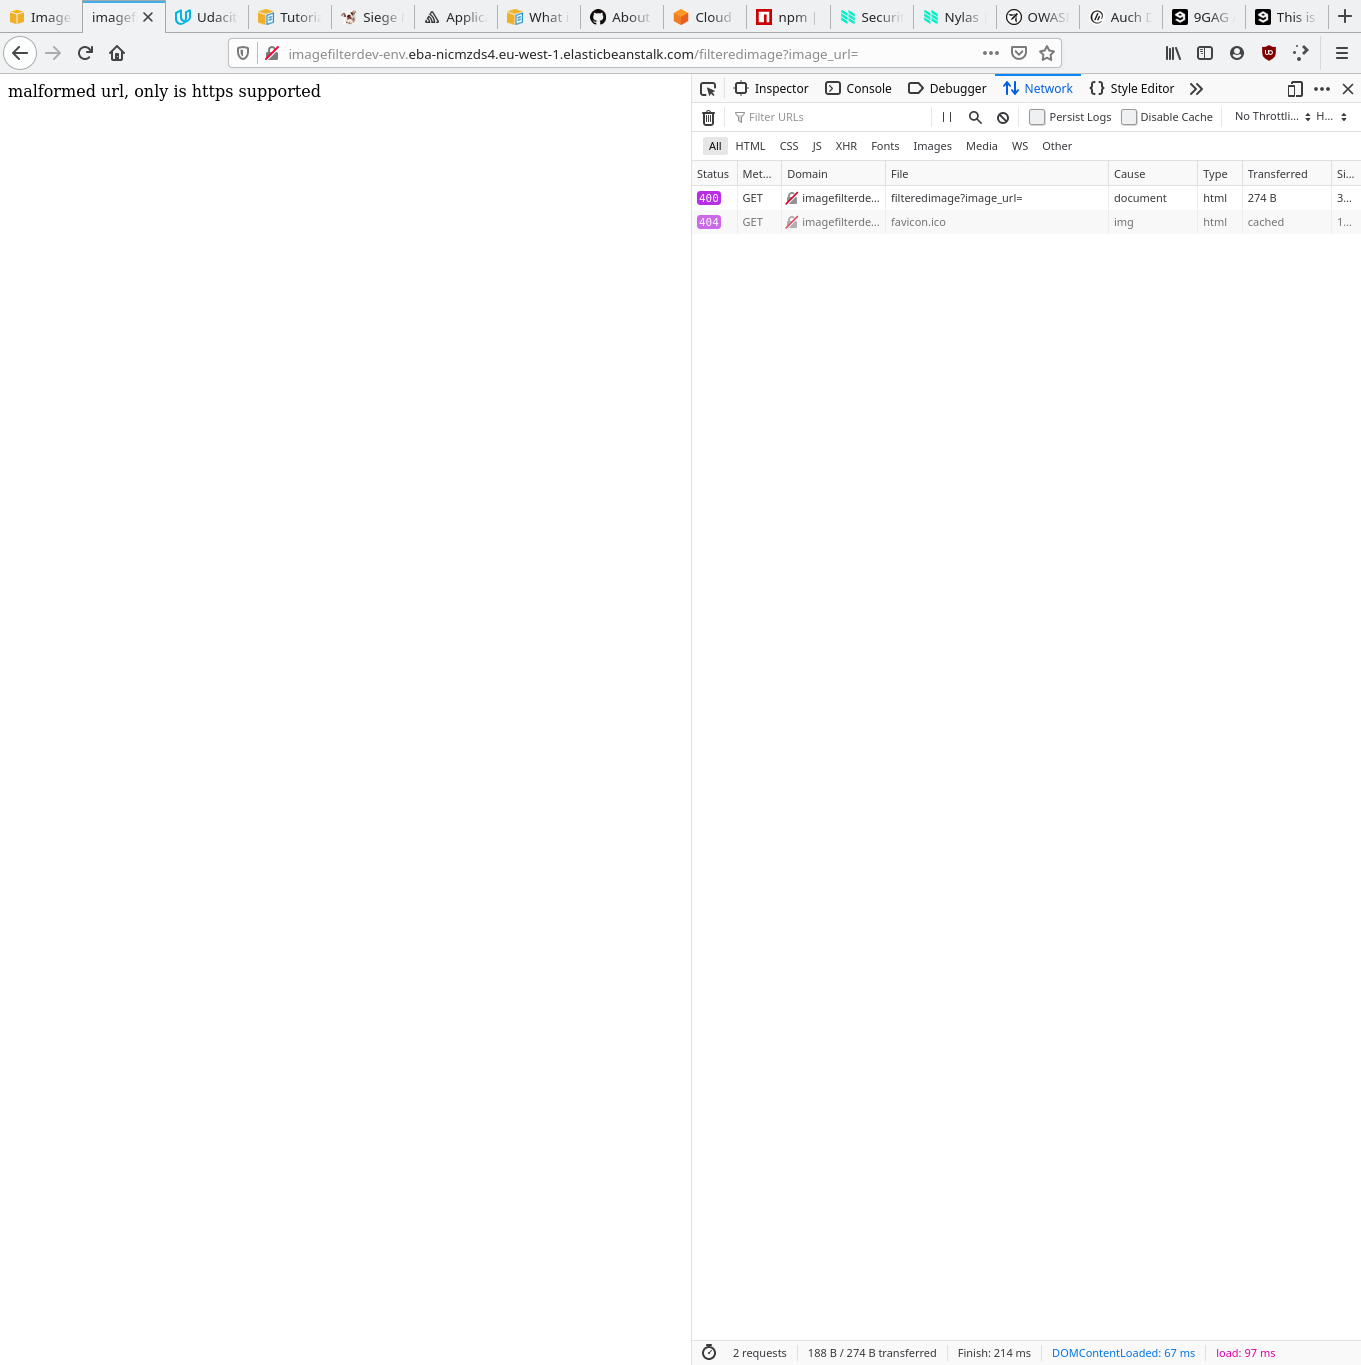 Image
imagef
Udacit
Tutoria
Siege
Applic
What i
About
Cloud
npm |
Securit
Nylas
OWAS
Auch D
9GAG
This is
imagefilterdev-env.eba-nicmzds4.eu-west-1.elasticbeanstalk.com/filteredimage?image_url=
malformed url, only is https supported
Inspector Console Debugger Network Style Editor
Filter URLs Persist Logs Disable Cache No Throttli... H...
All HTML CSS JS XHR Fonts Images Media WS Other
Status Met... Domain File Cause Type Transferred Si...
400 GET imagefilterde... filteredimage?image_url= document html 274 B 3...
404 GET imagefilterde... favicon.ico img html cached 1...
2 requests 188 B / 274 B transferred Finish: 214 ms DOMContentLoaded: 67 ms load: 97 ms